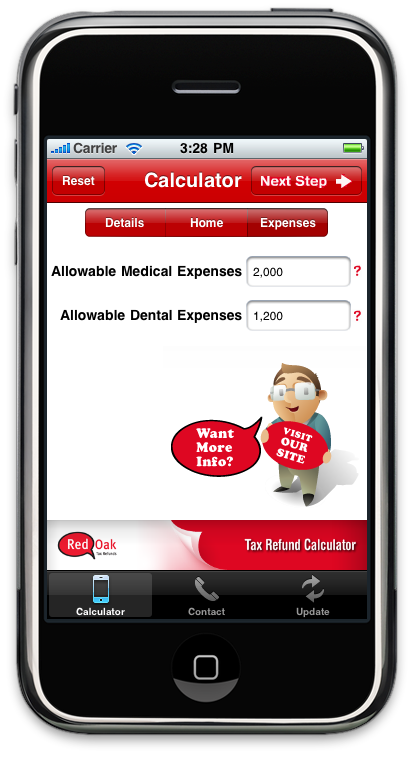 Carrier 3:28 PM
Reset Calculator Next Step
Details Home Expenses
Allowable Medical Expenses 2,000 ?
Allowable Dental Expenses 1,200 ?
Want
More
Info?
VISIT
OUR
SITE
Red Oak
Tax Refunds
Tax Refund Calculator
Calculator Contact Update